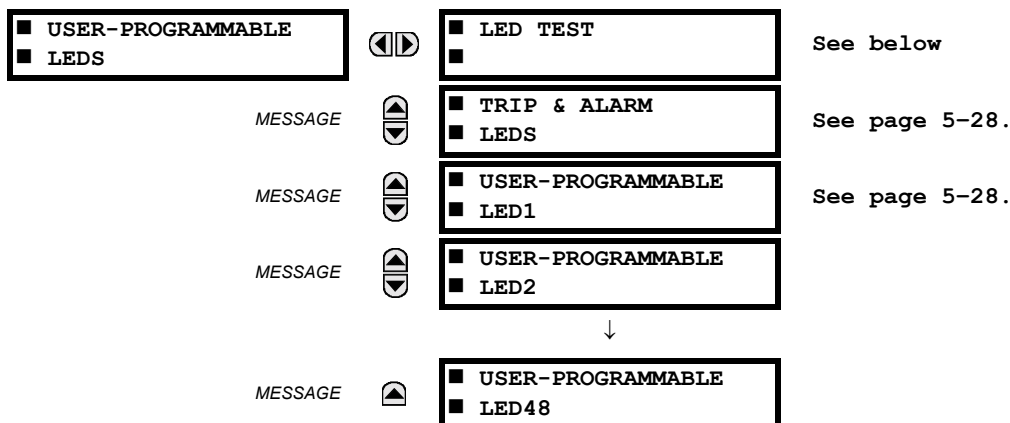 ■ USER-PROGRAMMABLE
■ LEDS
■ LED TEST
■
See below
MESSAGE
■ TRIP & ALARM
■ LEDS
See page 5–28.
MESSAGE
■ USER-PROGRAMMABLE
■ LED1
See page 5–28.
MESSAGE
■ USER-PROGRAMMABLE
■ LED2
↓
MESSAGE
■ USER-PROGRAMMABLE
■ LED48